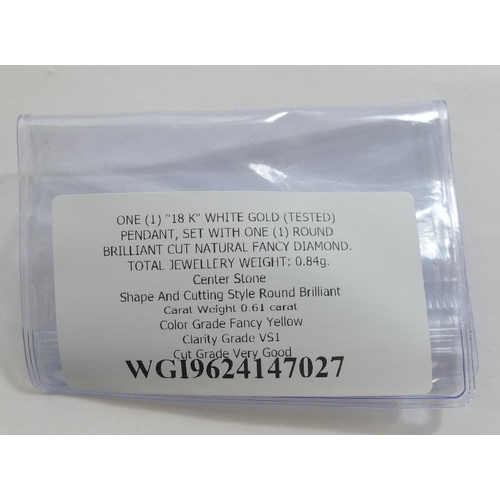 ONE (1) "18 K" WHITE GOLD (TESTED)
PENDANT, SET WITH ONE (1) ROUND
BRILLIANT CUT NATURAL FANCY DIAMOND.
TOTAL JEWELLERY WEIGHT: 0.84g.
Center Stone
Shape And Cutting Style Round Brilliant
Carat Weight 0.61 carat
Color Grade Fancy Yellow
Clarity Grade VS1
Cut Grade Very Good
WGI9624147027